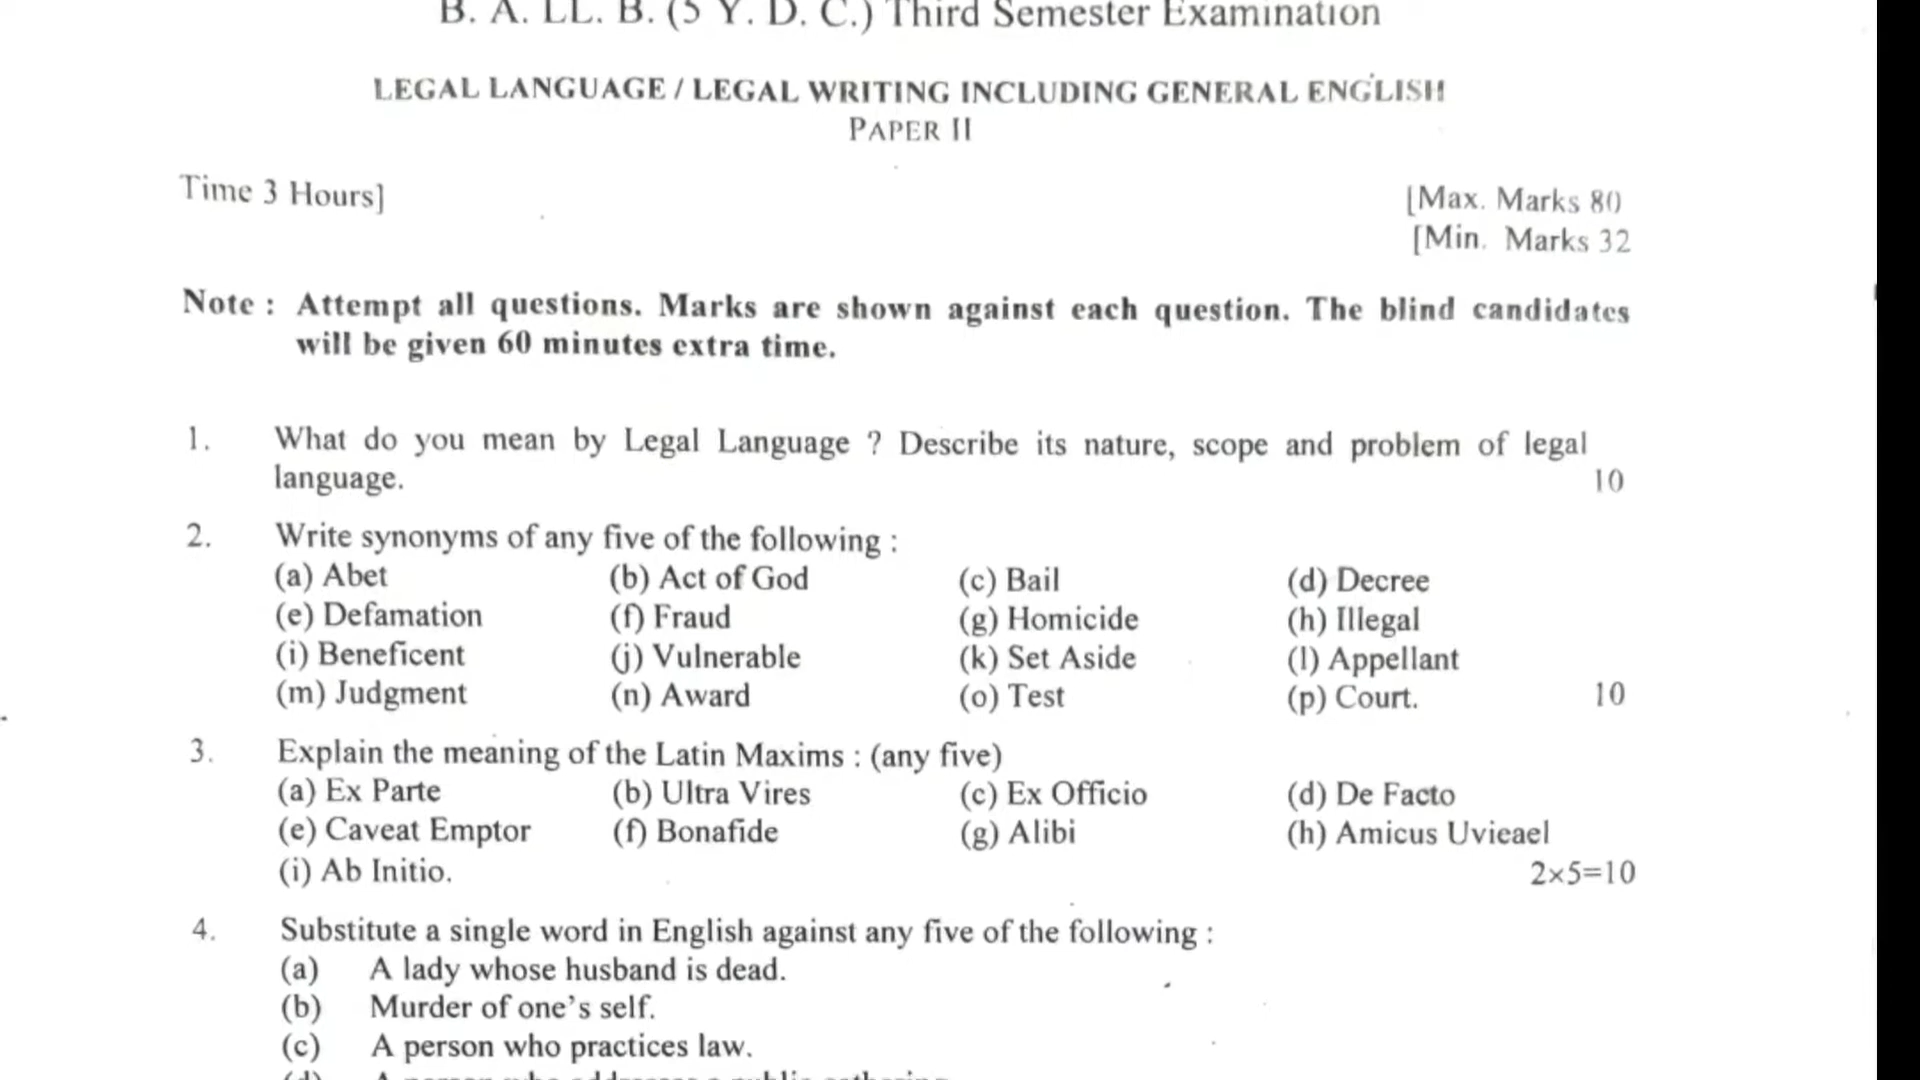 B. A. LL. B. (5 Y. D. C.) Third Semester Examination
LEGAL LANGUAGE / LEGAL WRITING INCLUDING GENERAL ENGLISH
PAPER II
Time 3 Hours]
[Max. Marks 80
[Min. Marks 32
Note : Attempt all questions. Marks are shown against each question. The blind candidates
will be given 60 minutes extra time.
1. What do you mean by Legal Language ? Describe its nature, scope and problem of legal
language. 10
2. Write synonyms of any five of the following :
(a) Abet (b) Act of God (c) Bail (d) Decree
(e) Defamation (f) Fraud (g) Homicide (h) Illegal
(i) Beneficent (j) Vulnerable (k) Set Aside (l) Appellant
(m) Judgment (n) Award (o) Test (p) Court. 10
3. Explain the meaning of the Latin Maxims : (any five)
(a) Ex Parte (b) Ultra Vires (c) Ex Officio (d) De Facto
(e) Caveat Emptor (f) Bonafide (g) Alibi (h) Amicus Uvieael
(i) Ab Initio. 2×5=10
4. Substitute a single word in English against any five of the following :
(a) A lady whose husband is dead.
(b) Murder of one's self.
(c) A person who practices law.
(d) A person who addresses a public gathering.